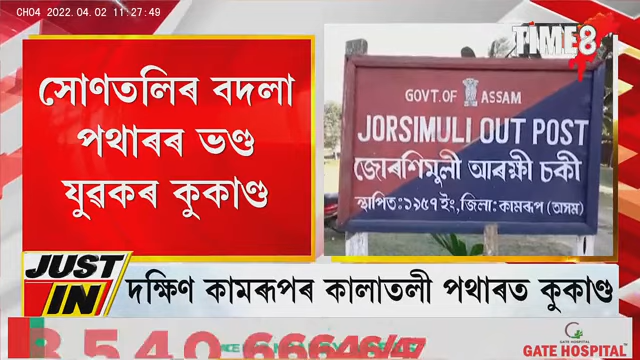 CH04 2022.04.02 11:27:49
TIME8
সোণতলিৰ বদলা
পথাৰৰ ভণ্ড
যুৱকৰ কুকাণ্ড
GOVT. OF ASSAM
JORSIMULI OUT POST
জোৰশিমুলী আৰক্ষী চকী
স্থাপিত: ১৯৫৭ ইং, জিলা: কামৰূপ (অসম)
JUST IN
দক্ষিণ কামৰূপৰ কালাতলী পথাৰত কুকাণ্ড
GATE HOSPITAL
GATE HOSPITAL